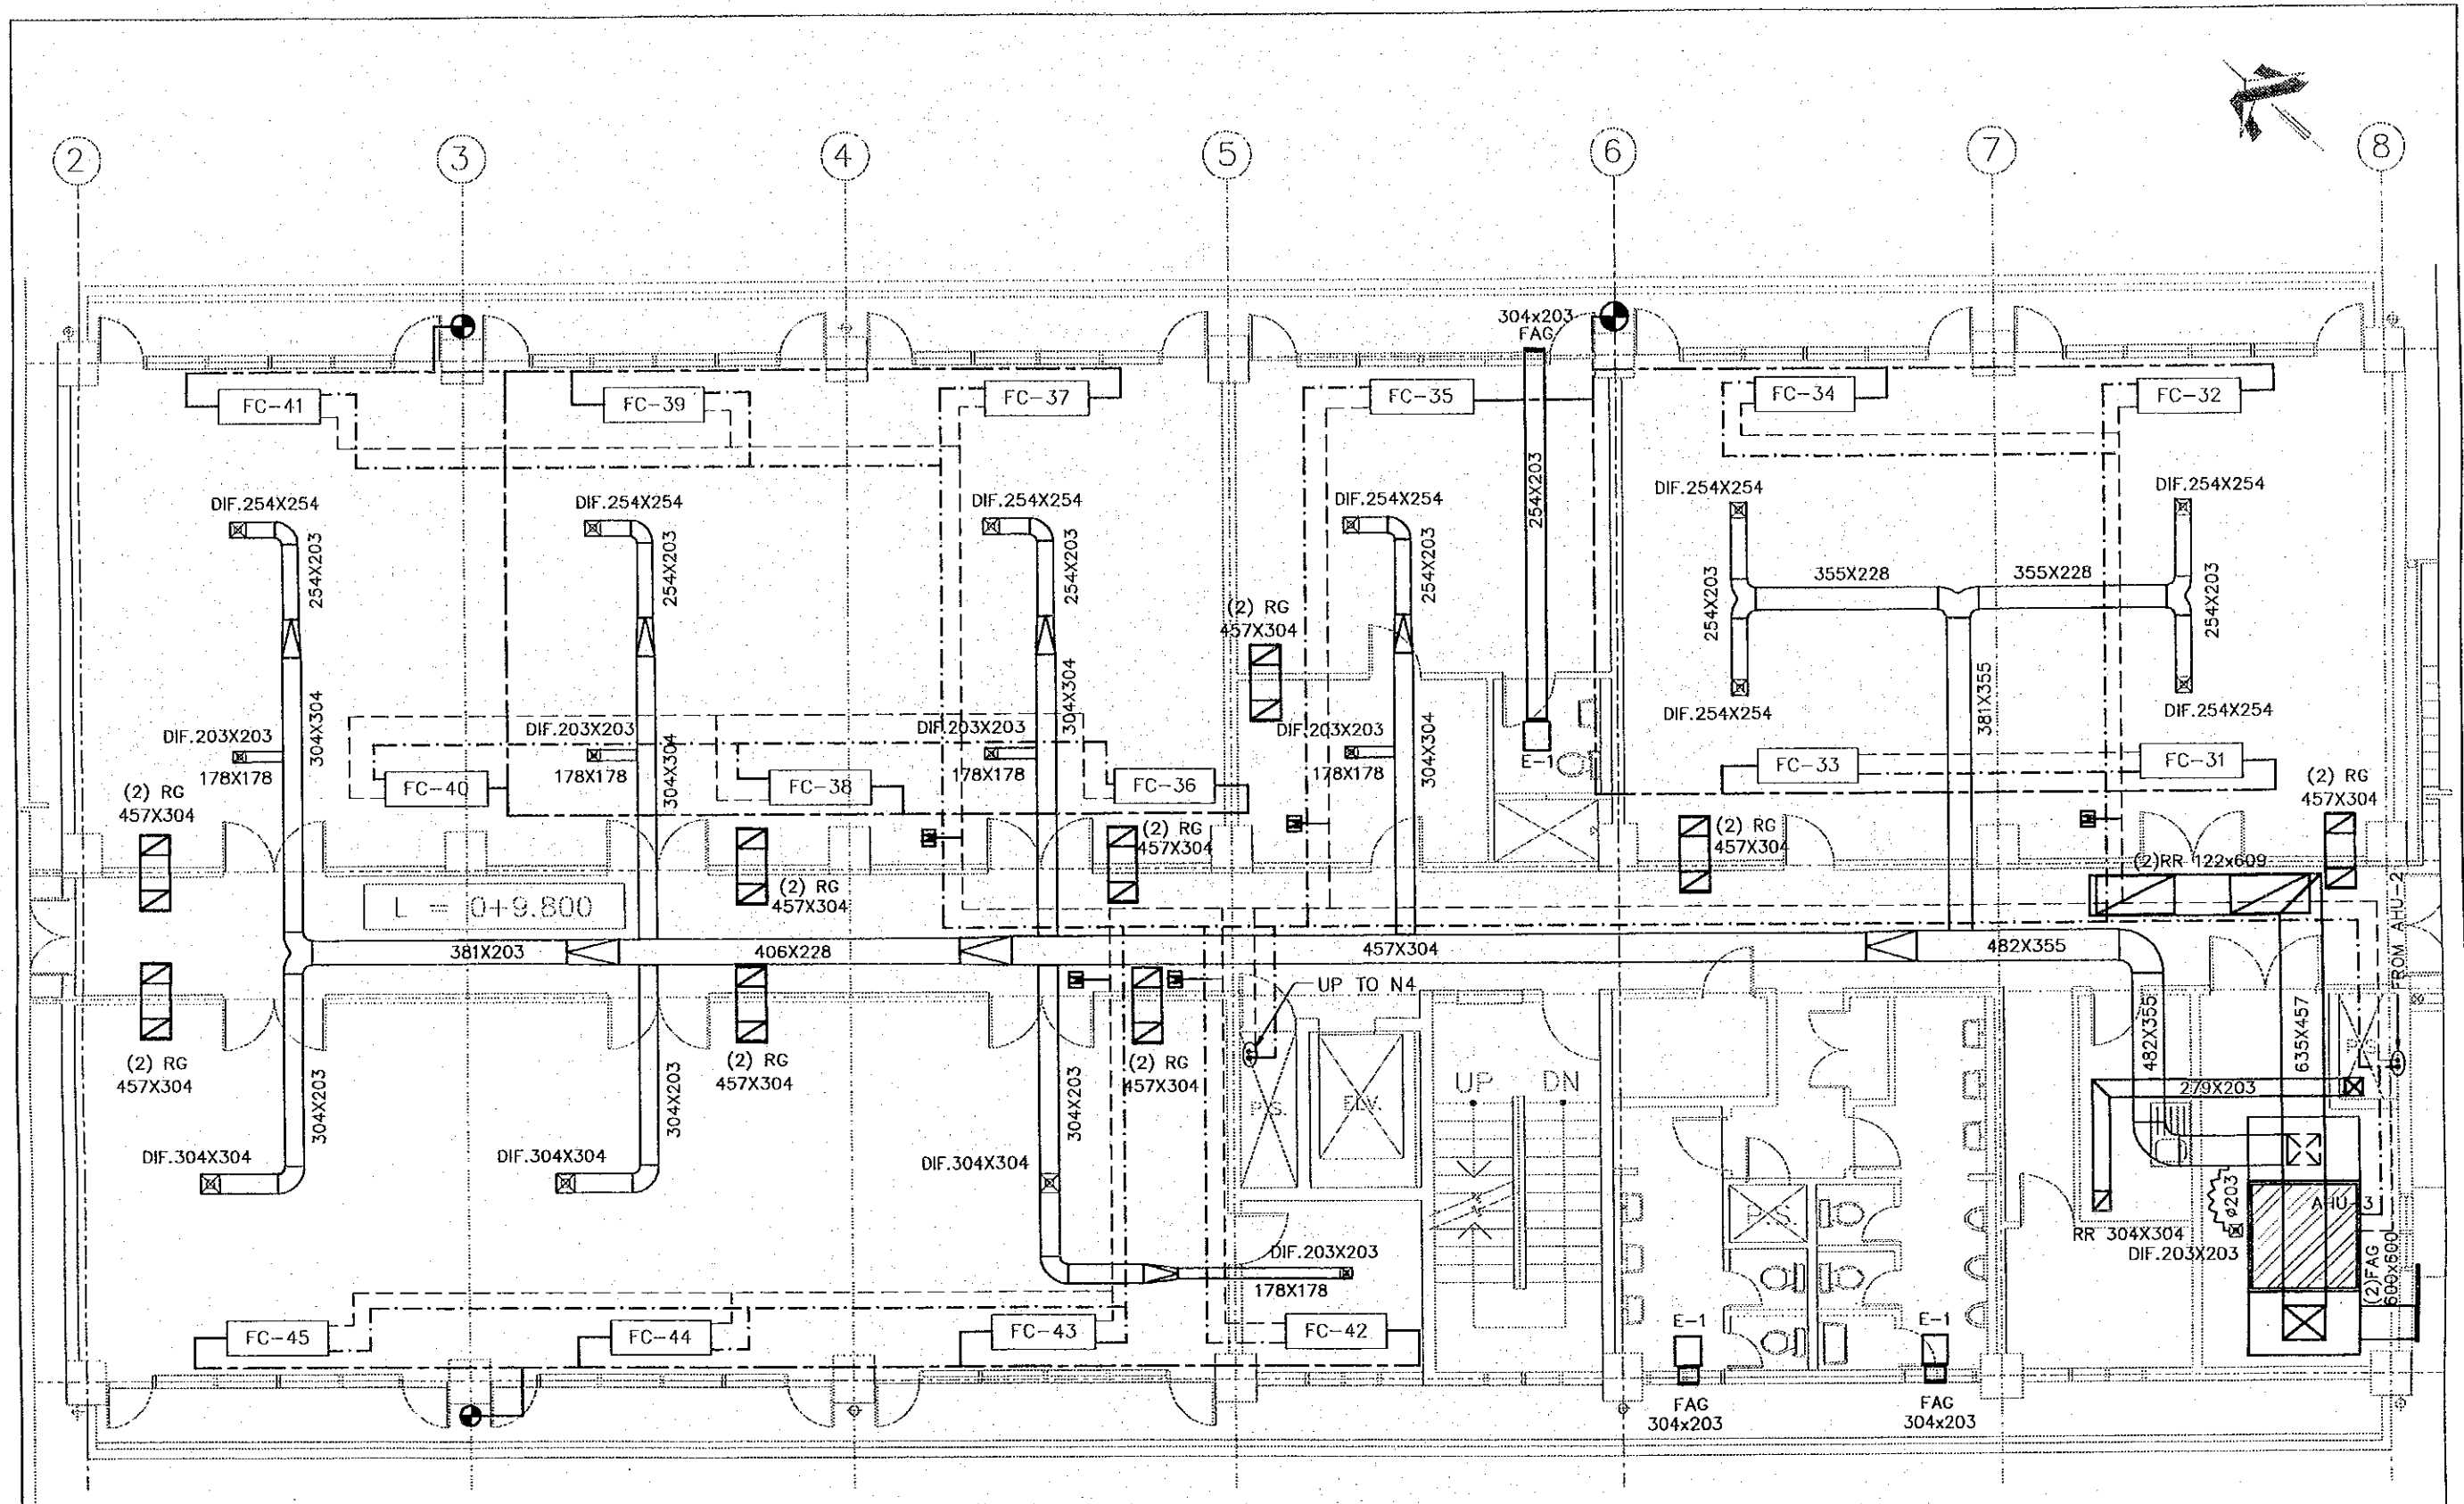 2
3
4
5
6
7
8
304x203
FAG
FC-41
FC-39
FC-37
FC-35
FC-34
FC-32
DIF.254X254
DIF.254X254
DIF.254X254
DIF.254X254
DIF.254X254
DIF.254X254
254X203
254X203
254X203
254X203
254X203
254X203
355X228
355X228
254X203
(2) RG
457X304
304X304
304X304
304X304
304X304
381X355
DIF.203X203
178X178
DIF.203X203
178X178
DIF.203X203
178X178
DIF.203X203
178X178
DIF.254X254
DIF.254X254
E-1
FC-40
FC-38
FC-36
FC-33
FC-31
(2) RG
457X304
(2) RG
457X304
(2) RG
457X304
(2) RG
457X304
(2) RG
457X304
(2)RR 122x609
L = 0+9.800
FROM AHU-2
381X203
406X228
457X304
482X355
UP TO N4
(2) RG
457X304
(2) RG
457X304
(2) RG
457X304
482X355
635X457
P.S.
279X203
304X203
304X203
304X203
P.S.
ELV.
UP
DN
DIF.304X304
DIF.304X304
DIF.304X304
P.S.
ø203
AHU-3
RR 304X304
DIF.203X203
(2)FAG
600x600
DIF.203X203
178X178
FC-45
FC-44
FC-43
FC-42
E-1
E-1
FAG
304x203
FAG
304x203